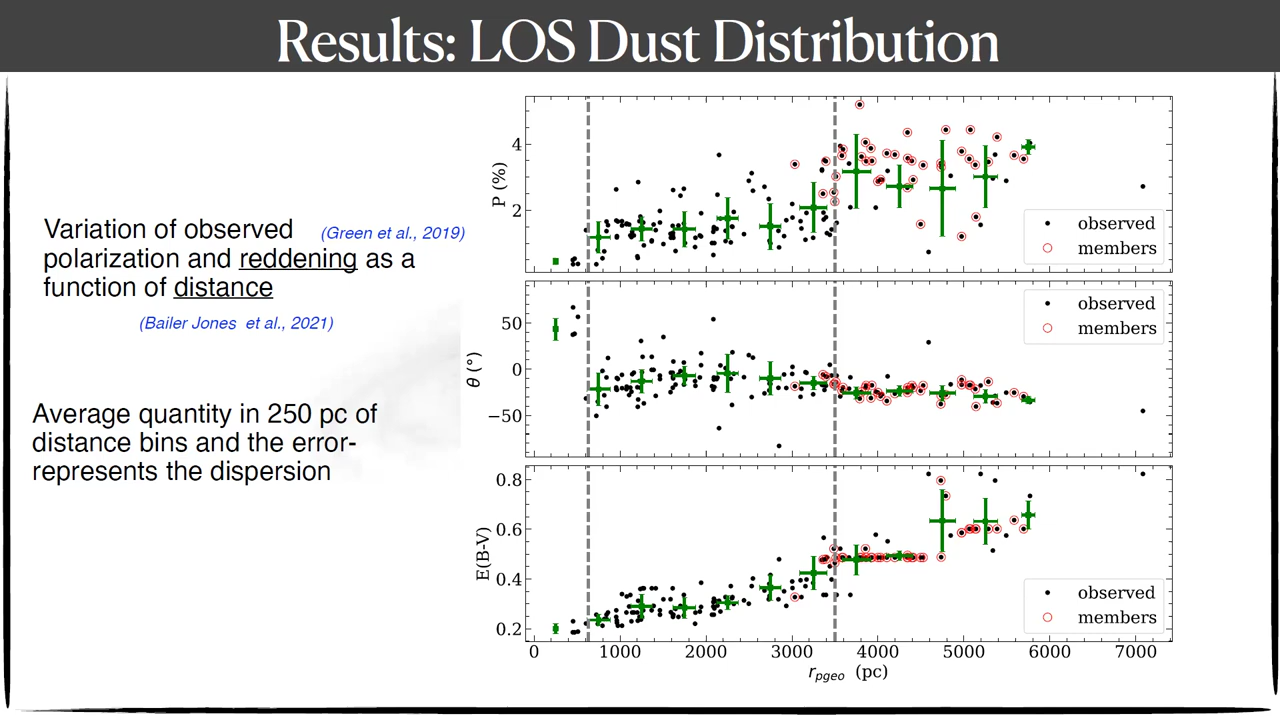 Results: LOS Dust Distribution
Variation of observed (Green et al., 2019)
polarization and reddening as a
function of distance
(Bailer Jones et al., 2021)
Average quantity in 250 pc of
distance bins and the error-
represents the dispersion
P (%)
4
2
observed
members
θ (°)
50
0
−50
observed
members
E(B-V)
0.8
0.6
0.4
0.2
observed
members
0 1000 2000 3000 4000 5000 6000 7000
rpgeo (pc)